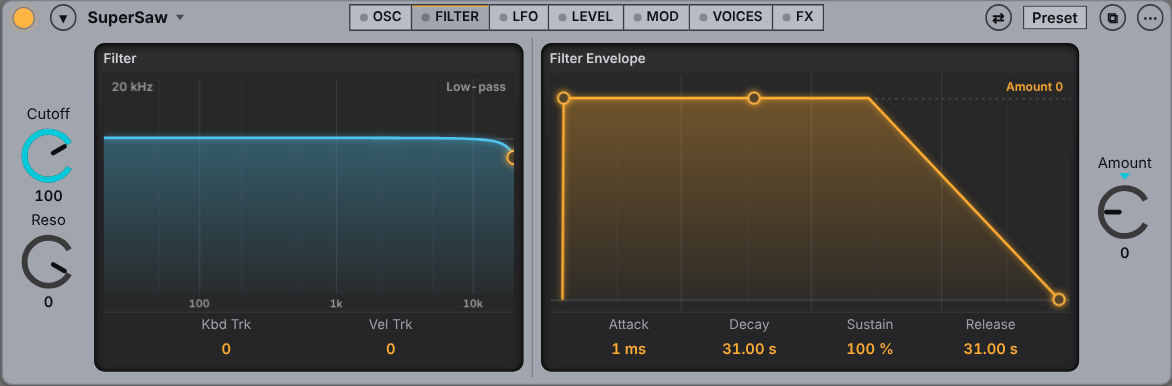 SuperSaw
OSC
FILTER
LFO
LEVEL
MOD
VOICES
FX
Preset
Cutoff
100
Reso
0
Filter
20 kHz
Low-pass
100
1k
10k
Kbd Trk
Vel Trk
0
0
Filter Envelope
Amount 0
Attack
Decay
Sustain
Release
1 ms
31.00 s
100 %
31.00 s
Amount
0